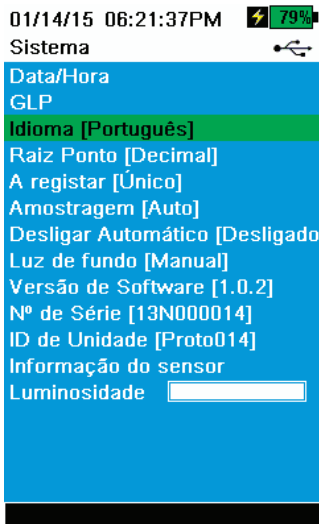 01/14/15 06:21:37PM 79%
Sistema
Data/Hora
GLP
Idioma [Português]
Raiz Ponto [Decimal]
A registar [Único]
Amostragem [Auto]
Desligar Automático [Desligado
Luz de fundo [Manual]
Versão de Software [1.0.2]
Nº de Série [13N000014]
ID de Unidade [Proto014]
Informação do sensor
Luminosidade